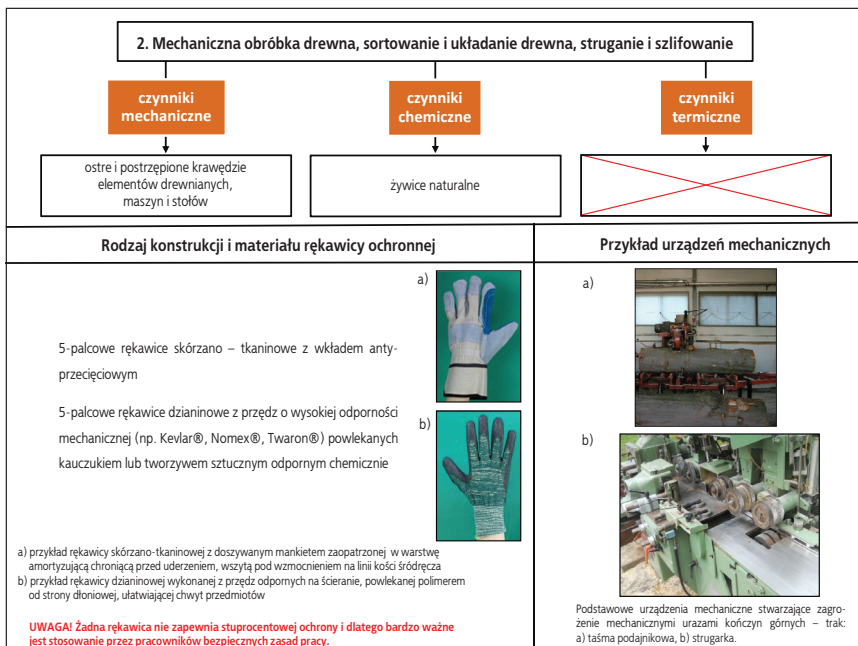 2. Mechaniczna obróbka drewna, sortowanie i układanie drewna, struganie i szlifowanie
czynniki
mechaniczne
czynniki
chemiczne
czynniki
termiczne
ostre i postrzępione krawędzie
elementów drewnianych,
maszyn i stołów
żywice naturalne
Rodzaj konstrukcji i materiału rękawicy ochronnej
a)
5-palcowe rękawice skórzano – tkaninowe z wkładem anty-
przecięciowym
5-palcowe rękawice dzianinowe z przędz o wysokiej odporności
b)
mechanicznej (np. Kevlar®, Nomex®, Twaron®) powlekanych
kauczukiem lub tworzywem sztucznym odpornym chemicznie
a) przykład rękawicy skórzano-tkaninowej z doszywanym mankietem zaopatrzonej w warstwę
amortyzującą chroniącą przed uderzeniem, wszytą pod wzmocnieniem na linii kości śródręcza
b) przykład rękawicy dzianinowej wykonanej z przędz odpornych na ścieranie, powlekanej polimerem
od strony dłoniowej, ułatwiającej chwyt przedmiotów
UWAGA! Żadna rękawica nie zapewnia stuprocentowej ochrony i dlatego bardzo ważne
jest stosowanie przez pracowników bezpiecznych zasad pracy.
Przykład urządzeń mechanicznych
a)
b)
Podstawowe urządzenia mechaniczne stwarzające zagro-
żenie mechanicznymi urazami kończyn górnych – trak:
a) taśma podajnikowa, b) strugarka.